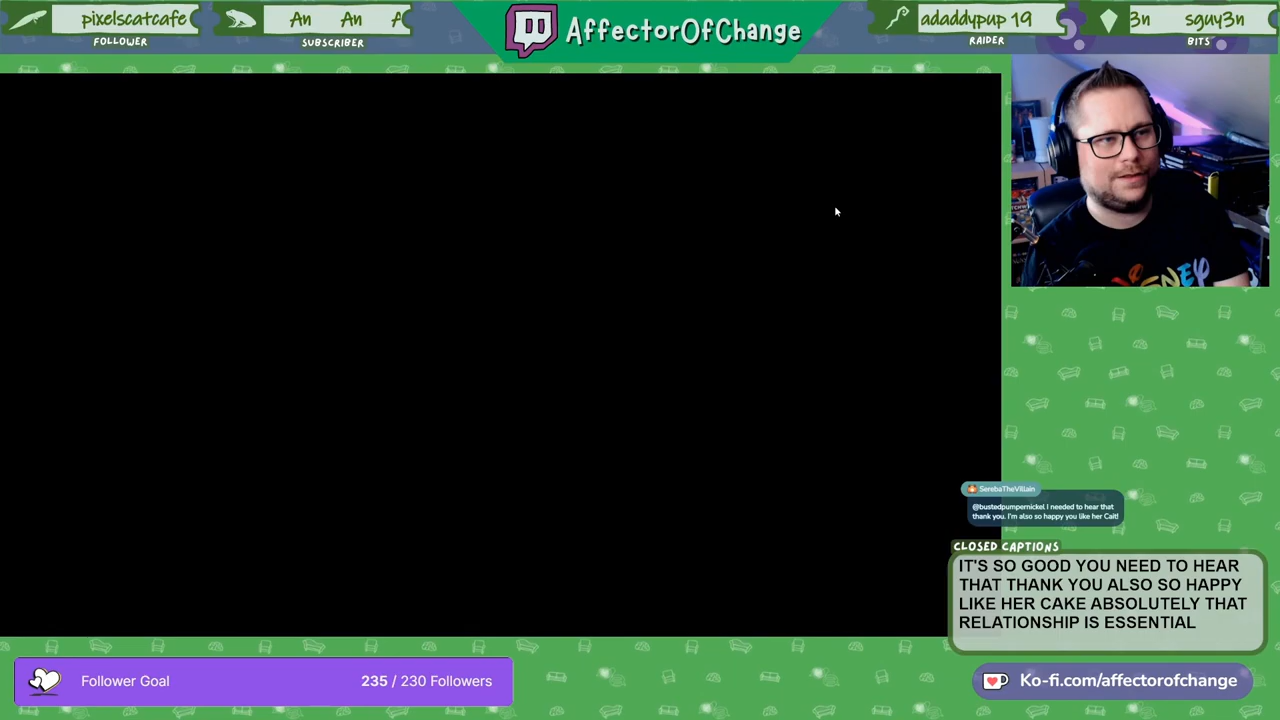 pixelscatcafe
FOLLOWER
An An
SUBSCRIBER
AffectorOfChange
adaddypup 19
RAIDER
3n sguy3n
BITS
SerebaTheVillain
@bustedpumpernickel I needed to hear that
thank you. I'm also so happy you like her Cait!
CLOSED CAPTIONS
IT'S SO GOOD YOU NEED TO HEAR
THAT THANK YOU ALSO SO HAPPY
LIKE HER CAKE ABSOLUTELY THAT
RELATIONSHIP IS ESSENTIAL
Follower Goal
235 / 230 Followers
Ko-fi.com/affectorofchange